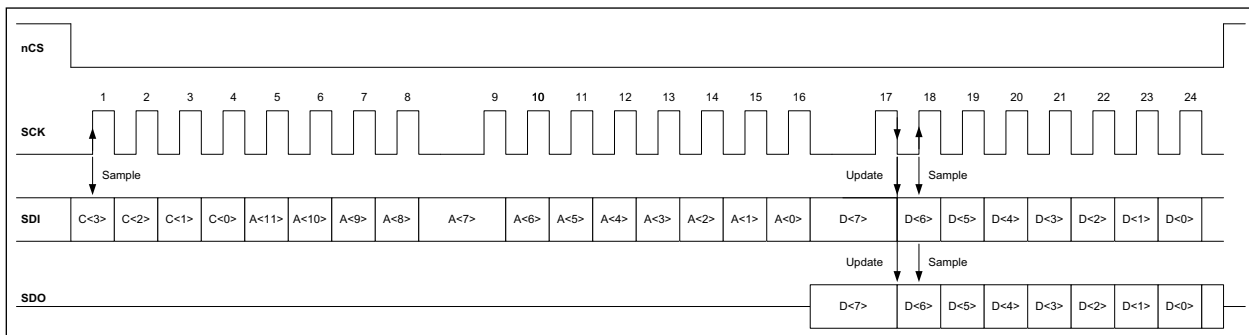 nCS
1 2 3 4 5 6 7 8 9 10 11 12 13 14 15 16 17 18 19 20 21 22 23 24
SCK
Sample Update Sample
SDI C<3> C<2> C<1> C<0> A<11> A<10> A<9> A<8> A<7> A<6> A<5> A<4> A<3> A<2> A<1> A<0> D<7> D<6> D<5> D<4> D<3> D<2> D<1> D<0>
Update Sample
SDO D<7> D<6> D<5> D<4> D<3> D<2> D<1> D<0>